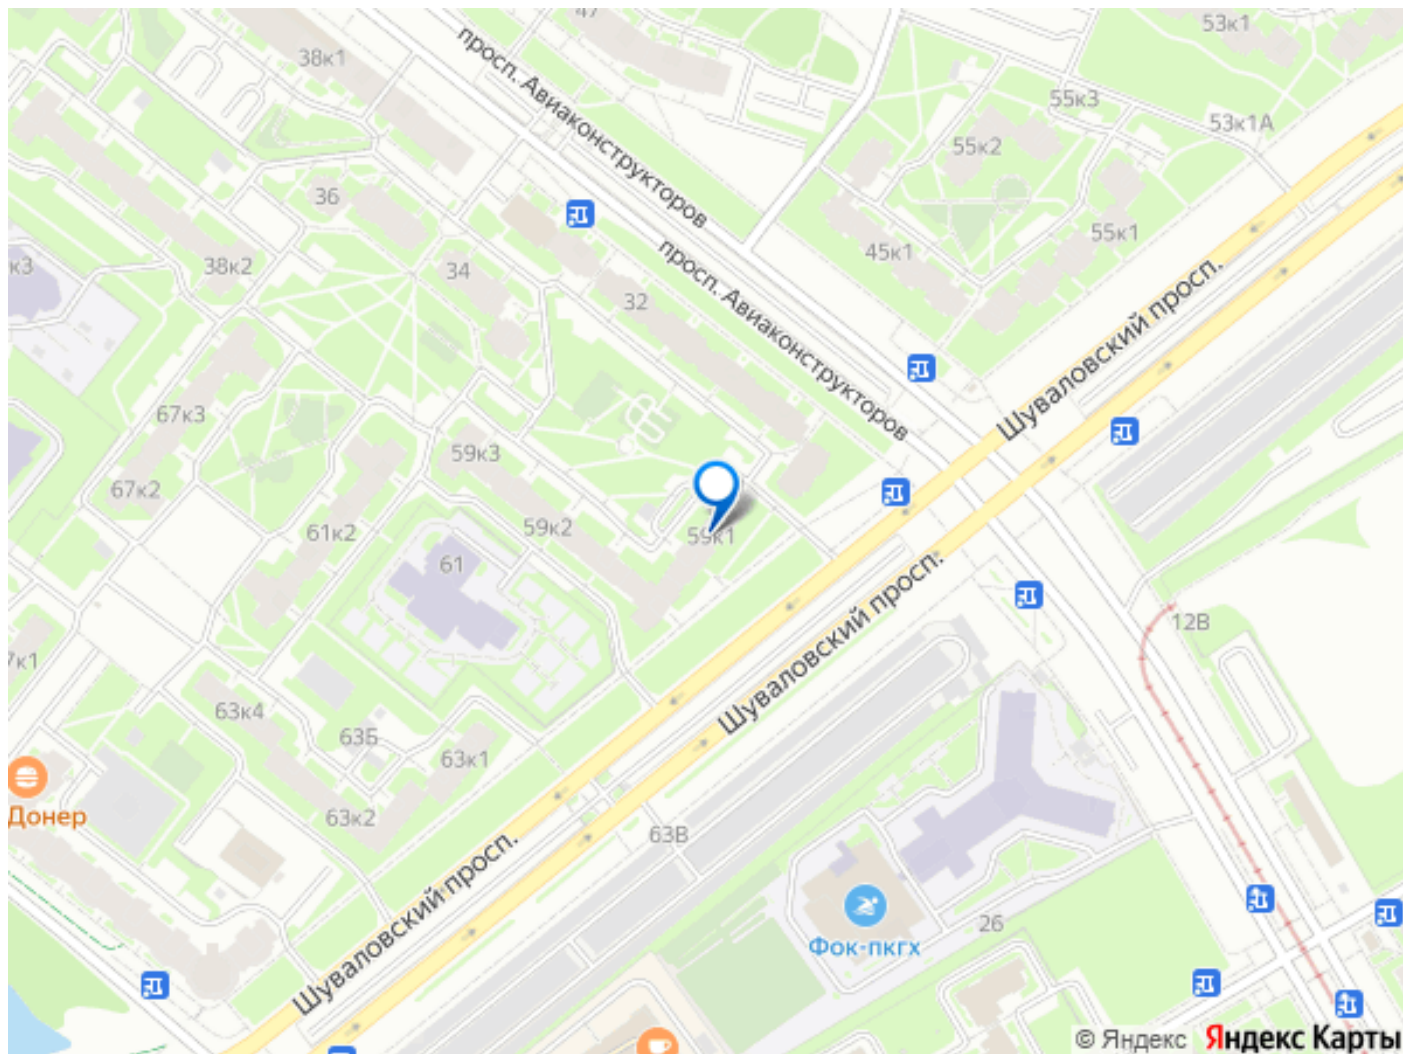 47
53к1
38к1
просп. Авиаконструкторов
55к3
53к1А
55к2
36
55к1
45к1
к3
38к2
34
просп. Авиаконструкторов
Шуваловский просп.
32
67к3
59к3
67к2
59к2
61к2
59к1
61
12В
Шуваловский просп.
7к1
63к4
63Б
63к1
Донер
63к2
63В
Шуваловский просп.
26
Фок-пкгх
© Яндекс Яндекс Карты